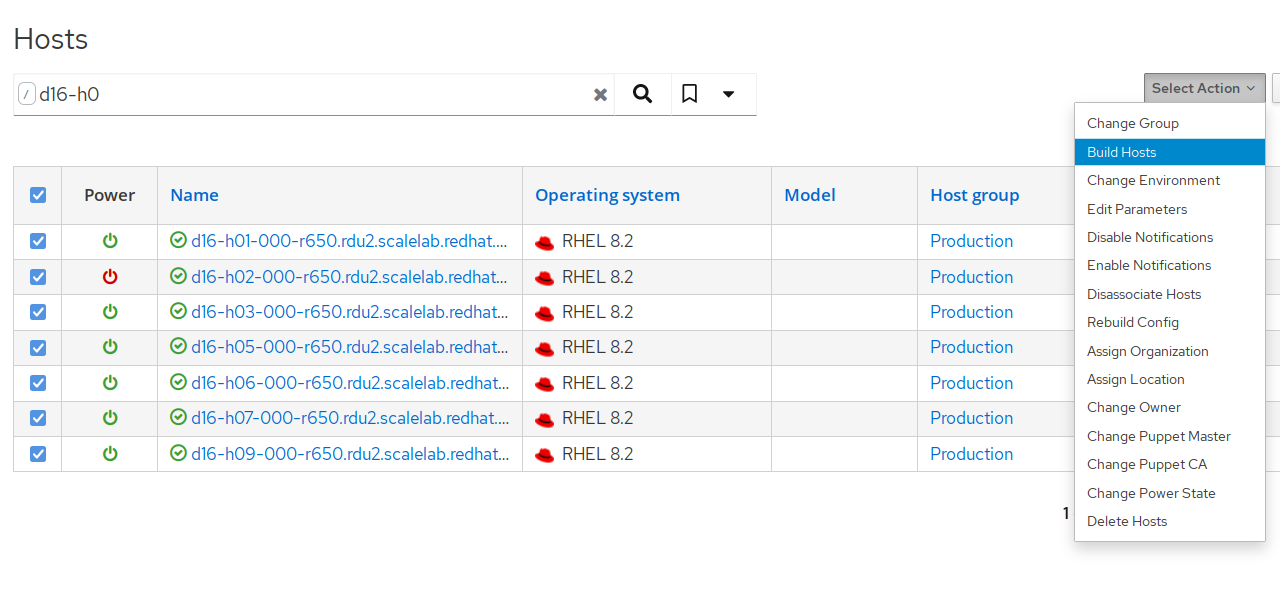 Hosts
/ d16-h0
Select Action
Change Group
Build Hosts
Change Environment
Edit Parameters
Disable Notifications
Enable Notifications
Disassociate Hosts
Rebuild Config
Assign Organization
Assign Location
Change Owner
Change Puppet Master
Change Puppet CA
Change Power State
Delete Hosts
Power Name Operating system Model Host group
d16-h01-000-r650.rdu2.scalelab.redhat.... RHEL 8.2 Production
d16-h02-000-r650.rdu2.scalelab.redhat... RHEL 8.2 Production
d16-h03-000-r650.rdu2.scalelab.redhat... RHEL 8.2 Production
d16-h05-000-r650.rdu2.scalelab.redhat... RHEL 8.2 Production
d16-h06-000-r650.rdu2.scalelab.redhat... RHEL 8.2 Production
d16-h07-000-r650.rdu2.scalelab.redhat.... RHEL 8.2 Production
d16-h09-000-r650.rdu2.scalelab.redhat... RHEL 8.2 Production
1